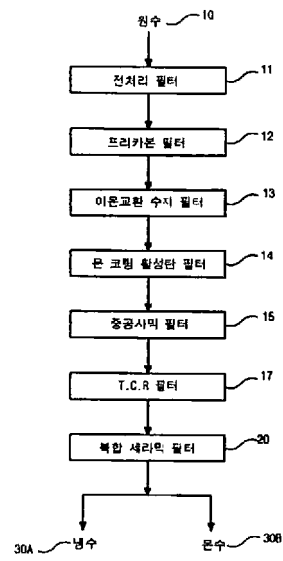 원수 10
전처리 필터 11
프리카본 필터 12
이온교환 수지 필터 13
은 코팅 활성탄 필터 14
중공사막 필터 15
T.C.R 필터 17
복합 세라믹 필터 20
30A 냉수 온수 30B